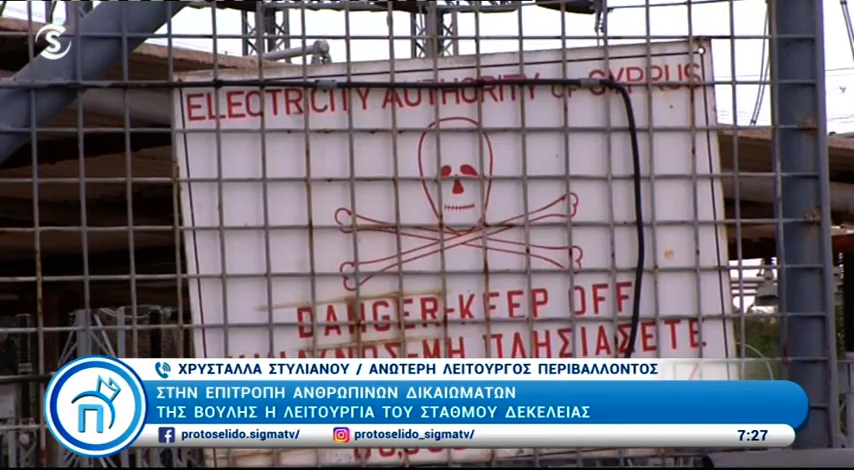 S
ELECTRICITY AUTHORITY OF CYPRUS
DANGER-KEEP OFF
ΚΙΝΔΥΝΟΣ-ΜΗ ΠΛΗΣΙΑΣΕΤΕ
ΧΡΥΣΤΑΛΛΑ ΣΤΥΛΙΑΝΟΥ / ΑΝΩΤΕΡΗ ΛΕΙΤΟΥΡΓΟΣ ΠΕΡΙΒΑΛΛΟΝΤΟΣ
ΣΤΗΝ ΕΠΙΤΡΟΠΗ ΑΝΘΡΩΠΙΝΩΝ ΔΙΚΑΙΩΜΑΤΩΝ
ΤΗΣ ΒΟΥΛΗΣ Η ΛΕΙΤΟΥΡΓΙΑ ΤΟΥ ΣΤΑΘΜΟΥ ΔΕΚΕΛΕΙΑΣ
protoselido.sigmatv/ protoselido_sigmatv/ 7:27